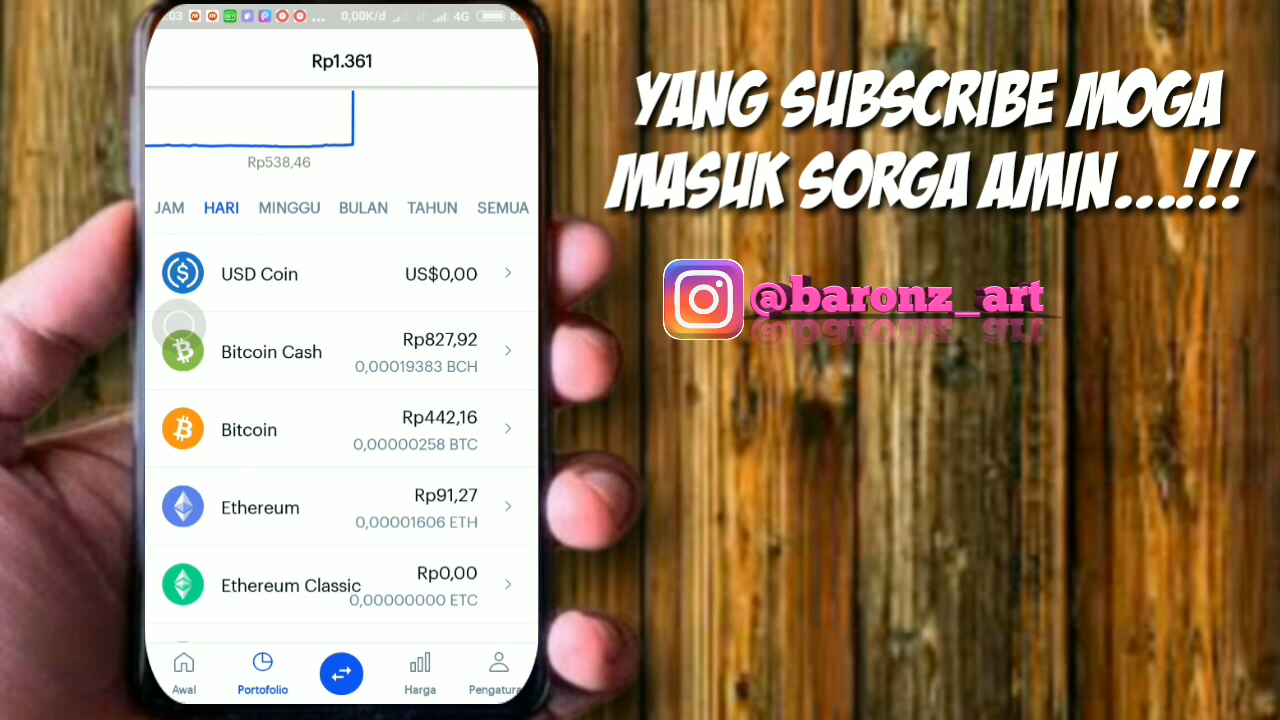 :03 ... 0,00K/d 4G
Rp1.361
Rp538,46
JAM HARI MINGGU BULAN TAHUN SEMUA
USD Coin US$0,00
Bitcoin Cash Rp827,92
0,00019383 BCH
Bitcoin Rp442,16
0,00000258 BTC
Ethereum Rp91,27
0,00001606 ETH
Ethereum Classic Rp0,00
0,00000000 ETC
Awal Portofolio Harga Pengatura
YANG SUBSCRIBE MOGA
MASUK SORGA AMIN....!!!
@baronz_art